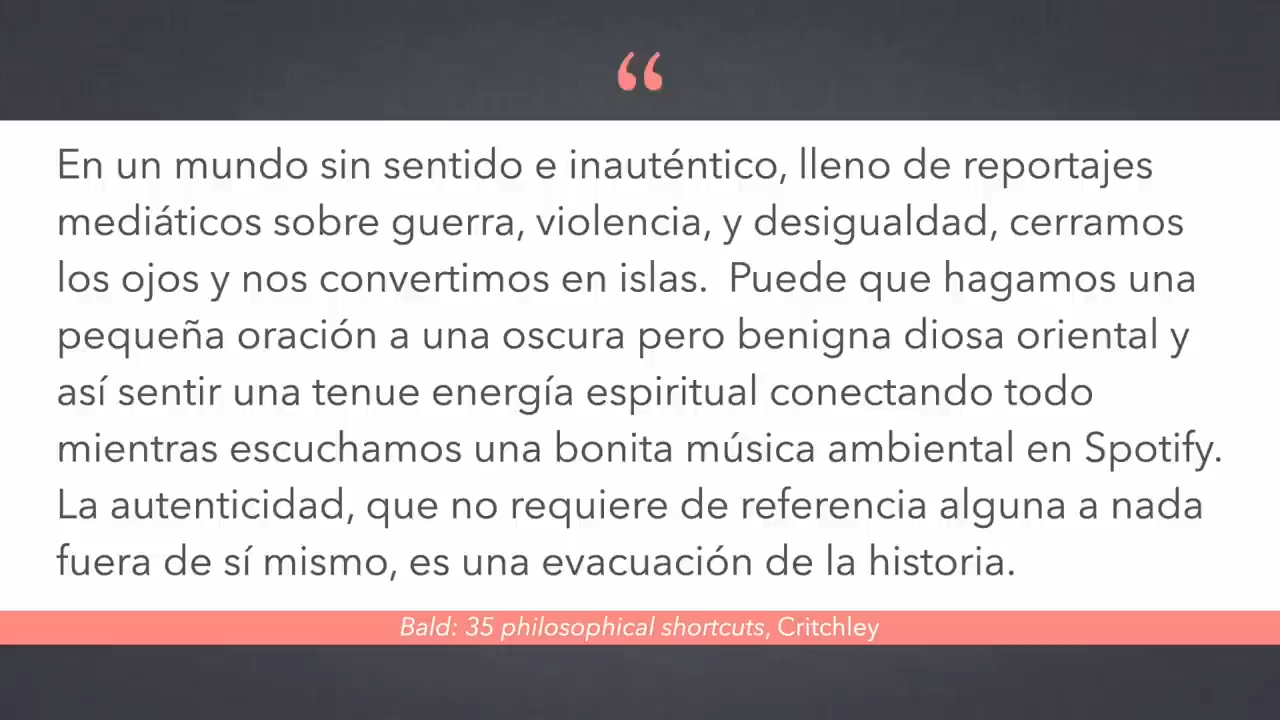 “
En un mundo sin sentido e inauténtico, lleno de reportajes
mediáticos sobre guerra, violencia, y desigualdad, cerramos
los ojos y nos convertimos en islas.  Puede que hagamos una
pequeña oración a una oscura pero benigna diosa oriental y
así sentir una tenue energía espiritual conectando todo
mientras escuchamos una bonita música ambiental en Spotify.
La autenticidad, que no requiere de referencia alguna a nada
fuera de sí mismo, es una evacuación de la historia.
Bald: 35 philosophical shortcuts, Critchley